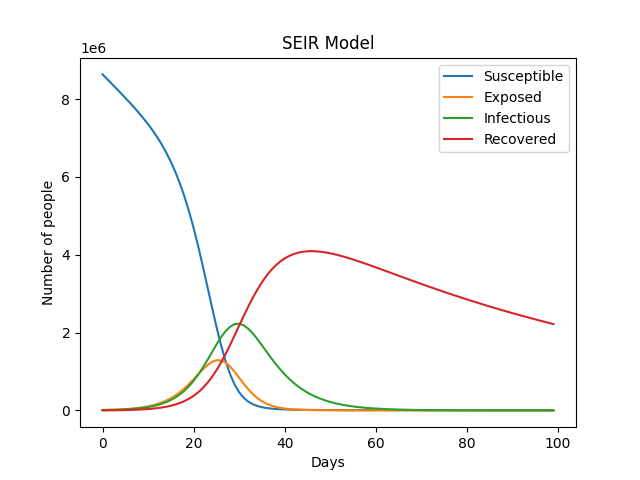 SEIR Model
1e6
8
6
4
2
0
Number of people
0 20 40 60 80 100
Days
Susceptible
Exposed
Infectious
Recovered